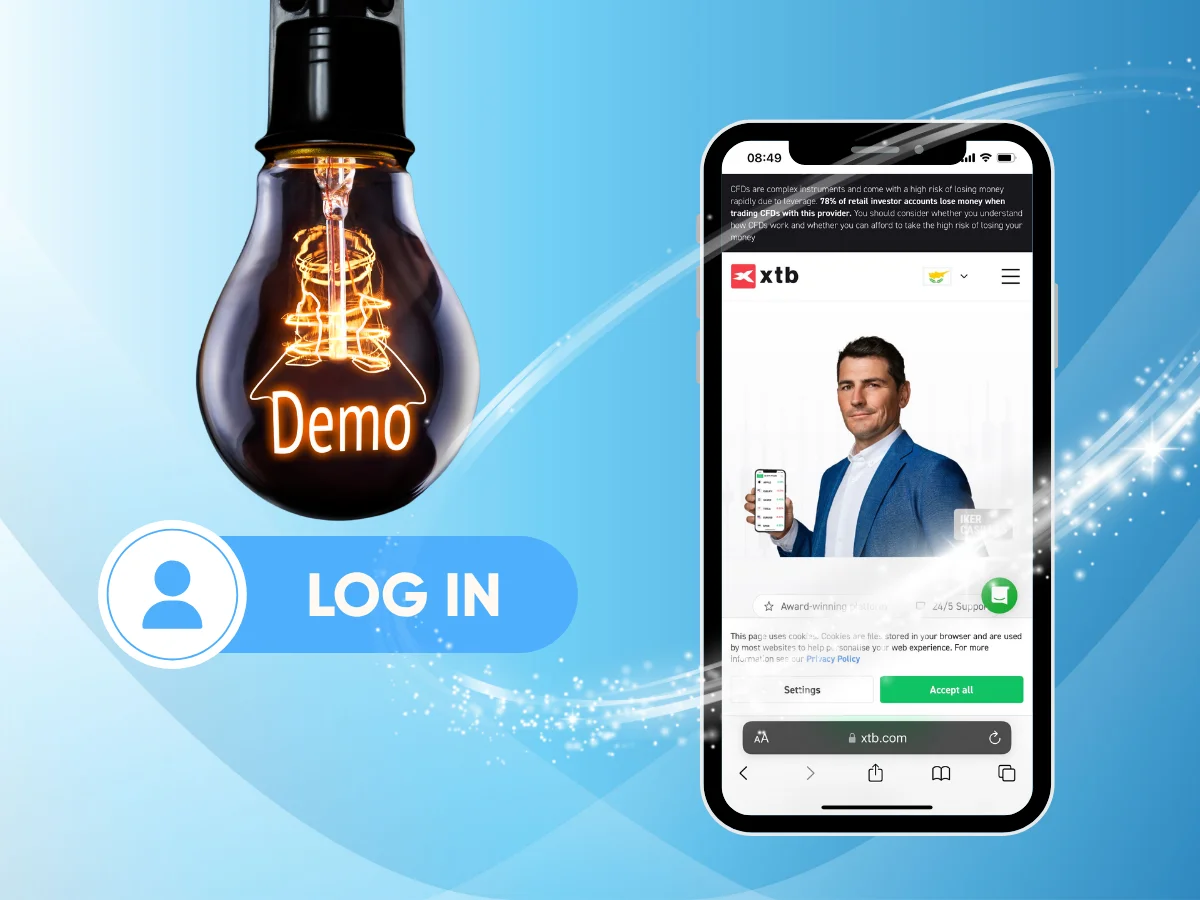 Demo
LOG IN
08:49
CFDs are complex instruments and come with a high risk of losing money
rapidly due to leverage. 78% of retail investor accounts lose money when
trading CFDs with this provider. You should consider whether you understand
how CFDs work and whether you can afford to take the high risk of losing your
money
xtb
IKER
Award-winning
24/5 Suppor
This page uses cookies. Cookies are files stored in your browser and are used
by most websites to help personalise your web experience. For more
information see our Privacy Policy
Settings
Accept all
AA
xtb.com